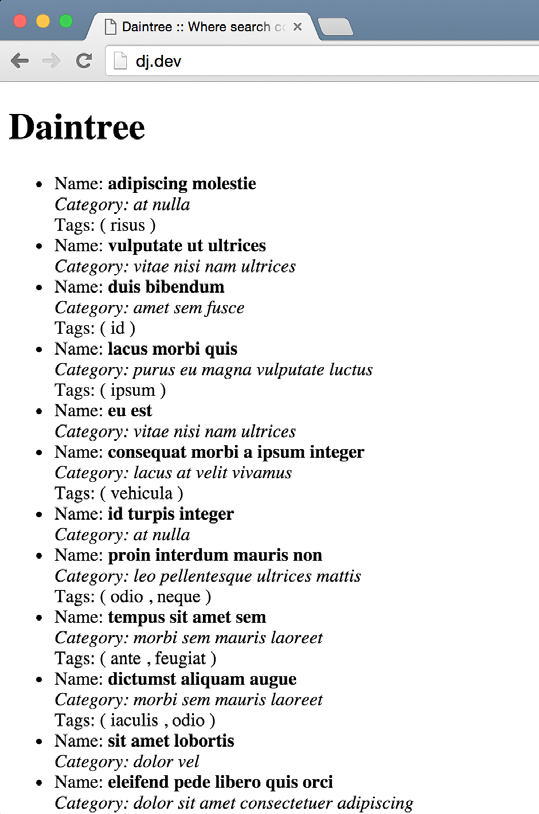 Daintree :: Where search
dj.dev
Daintree
Name: adipiscing molestie
Category: at nulla
Tags: ( risus )
Name: vulputate ut ultrices
Category: vitae nisi nam ultrices
Name: duis bibendum
Category: amet sem fusce
Tags: ( id )
Name: lacus morbi quis
Category: purus eu magna vulputate luctus
Tags: ( ipsum )
Name: eu est
Category: vitae nisi nam ultrices
Name: consequat morbi a ipsum integer
Category: lacus at velit vivamus
Tags: ( vehicula )
Name: id turpis integer
Category: at nulla
Name: proin interdum mauris non
Category: leo pellentesque ultrices mattis
Tags: ( odio , neque )
Name: tempus sit amet sem
Category: morbi sem mauris laoreet
Tags: ( ante , feugiat )
Name: dictumst aliquam augue
Category: morbi sem mauris laoreet
Tags: ( iaculis , odio )
Name: sit amet lobortis
Category: dolor vel
Name: eleifend pede libero quis orci
Category: dolor sit amet consectetuer adipiscing